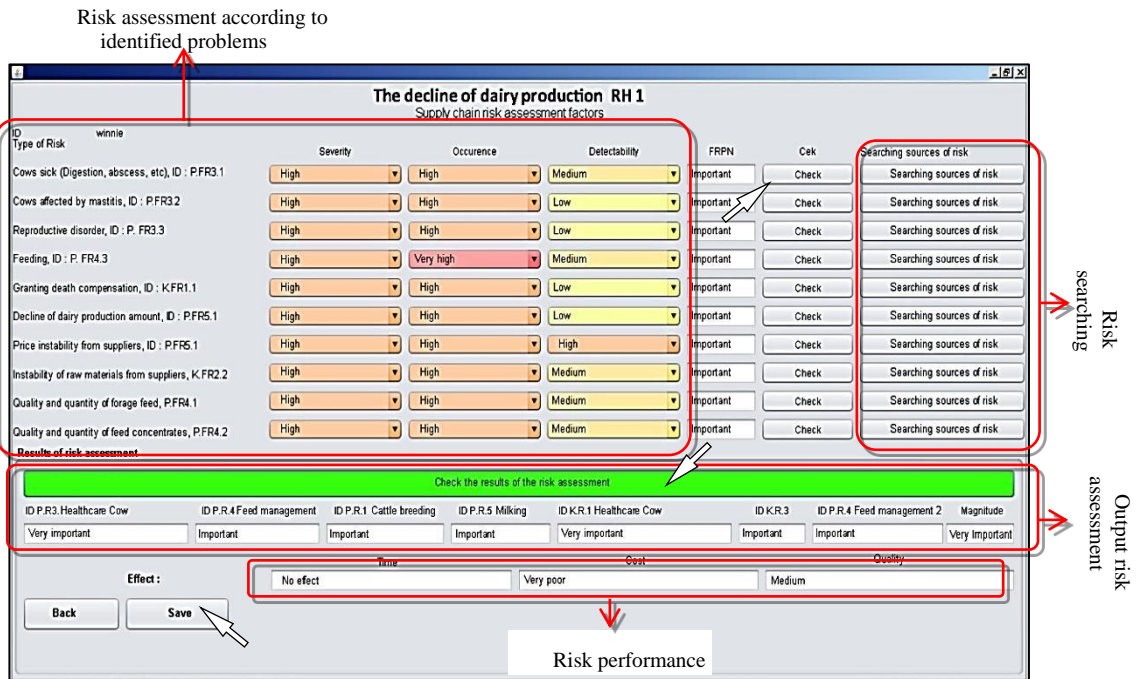 Risk assessment according to
identified problems
The decline of dairy production RH 1
Supply chain risk assessment factors
ID winnie
Type of Risk Severity Occurence Detectability FRPN Cek Searching sources of risk
Cows sick (Digestion, abscess, etc), ID : P.FR3.1 High High Medium Important Check Searching sources of risk
Cows affected by mastitis, ID : P.FR3.2 High High Low Important Check Searching sources of risk
Reproductive disorder, ID : P. FR3.3 High High Low Important Check Searching sources of risk
Feeding, ID : P. FR4.3 High Very high Medium Important Check Searching sources of risk
Granting death compensation, ID : K.FR1.1 High High Low Important Check Searching sources of risk
Decline of dairy production amount, ID : P.FR5.1 High High Low Important Check Searching sources of risk
Price instability from suppliers, ID : P.FR5.1 High High High Important Check Searching sources of risk
Instability of raw materials from suppliers, K.FR2.2 High High Medium Important Check Searching sources of risk
Quality and quantity of forage feed, P.FR4.1 High High Medium Important Check Searching sources of risk
Quality and quantity of feed concentrates, P.FR4.2 High High Medium Important Check Searching sources of risk
Risk
searching
Results of risk assessment
Check the results of the risk assessment
ID P.R3. Healthcare Cow ID P.R.4 Feed management ID P.R.1 Cattle breeding ID P.R.5 Milking ID K.R.1 Healthcare Cow ID K.R.3 ID P.R.4 Feed management 2 Magnitude
Very important Important Important Important Very important Important Important Very Important
Output risk
assessment
Time Cost Quality
Effect : No efect Very poor Medium
Back Save
Risk performance